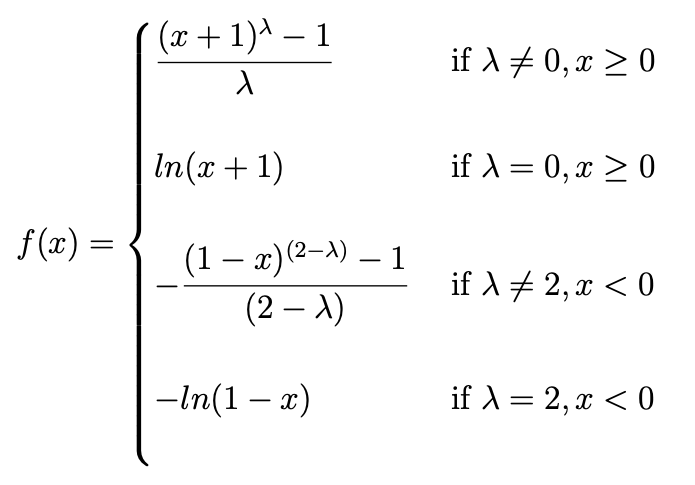 (x + 1)^λ − 1 / λ if λ ≠ 0, x ≥ 0
ln(x + 1) if λ = 0, x ≥ 0
f(x) = {
−((1 − x)^(2−λ) − 1) / (2 − λ) if λ ≠ 2, x < 0
−ln(1 − x) if λ = 2, x < 0